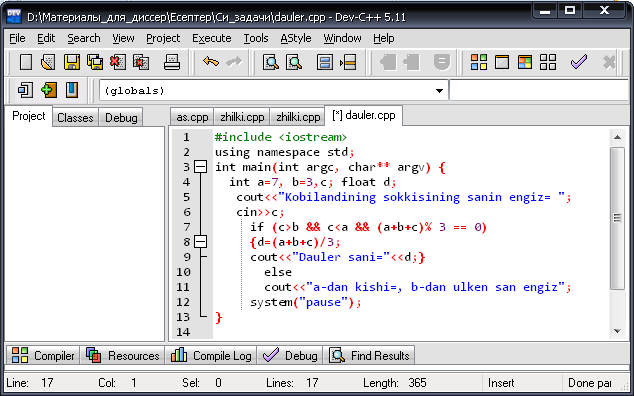 D:\Материалы_для_диссер\Есептер\Си_задачи\dauler.cpp - Dev-C++ 5.11
File Edit Search View Project Execute Tools AStyle Window Help
(globals)
Project Classes Debug
as.cpp zhilki.cpp zhilki.cpp [*] dauler.cpp
1 #include <iostream>
2 using namespace std;
3 int main(int argc, char** argv) {
4 int a=7, b=3,c; float d;
5 cout<<"Kobilandining sokkisining sanin engiz= ";
6 cin>>c;
7 if (c>b && c<a && (a+b+c)% 3 == 0)
8 {d=(a+b+c)/3;
9 cout<<"Dauler sani="<<d;}
10 else
11 cout<<"a-dan kishi=, b-dan ulken san engiz";
12 system("pause");
13 }
14
Compiler Resources Compile Log Debug Find Results
Line: 17 Col: 1 Sel: 0 Lines: 17 Length: 365 Insert Done par